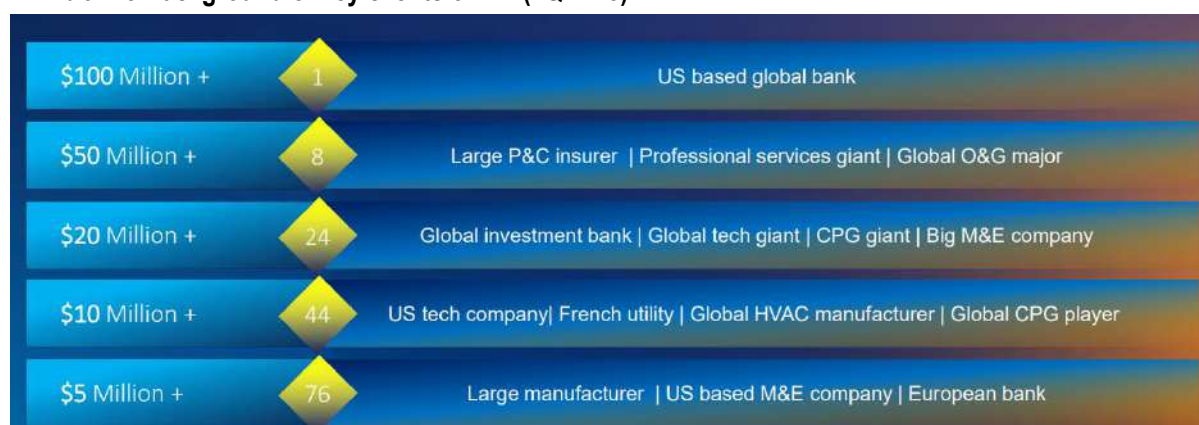 $100 Million + 1 US based global bank
$50 Million + 8 Large P&C insurer | Professional services giant | Global O&G major
$20 Million + 24 Global investment bank | Global tech giant | CPG giant | Big M&E company
$10 Million + 44 US tech company| French utility | Global HVAC manufacturer | Global CPG player
$5 Million + 76 Large manufacturer | US based M&E company | European bank